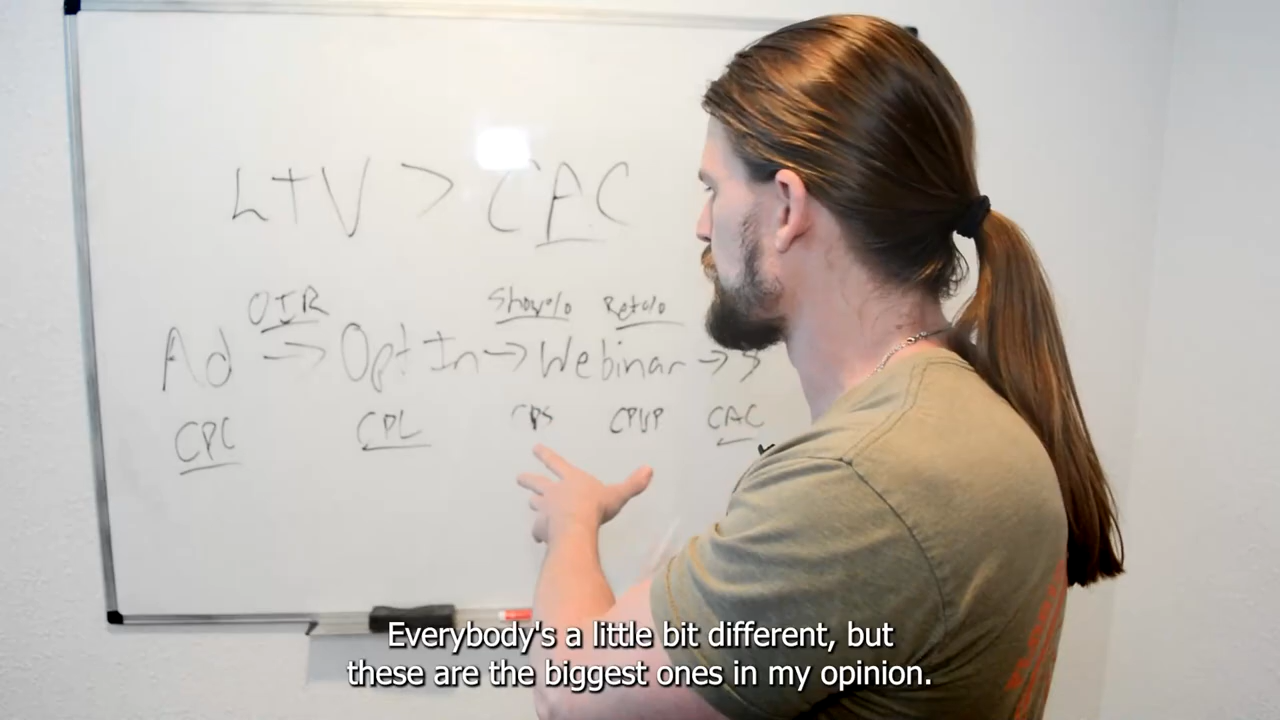 LTV > CAC
OIR Show% Ret%
Ad → Opt In → Webinar → $
CPC CPL CPS CPVP CAC
Everybody's a little bit different, but
these are the biggest ones in my opinion.